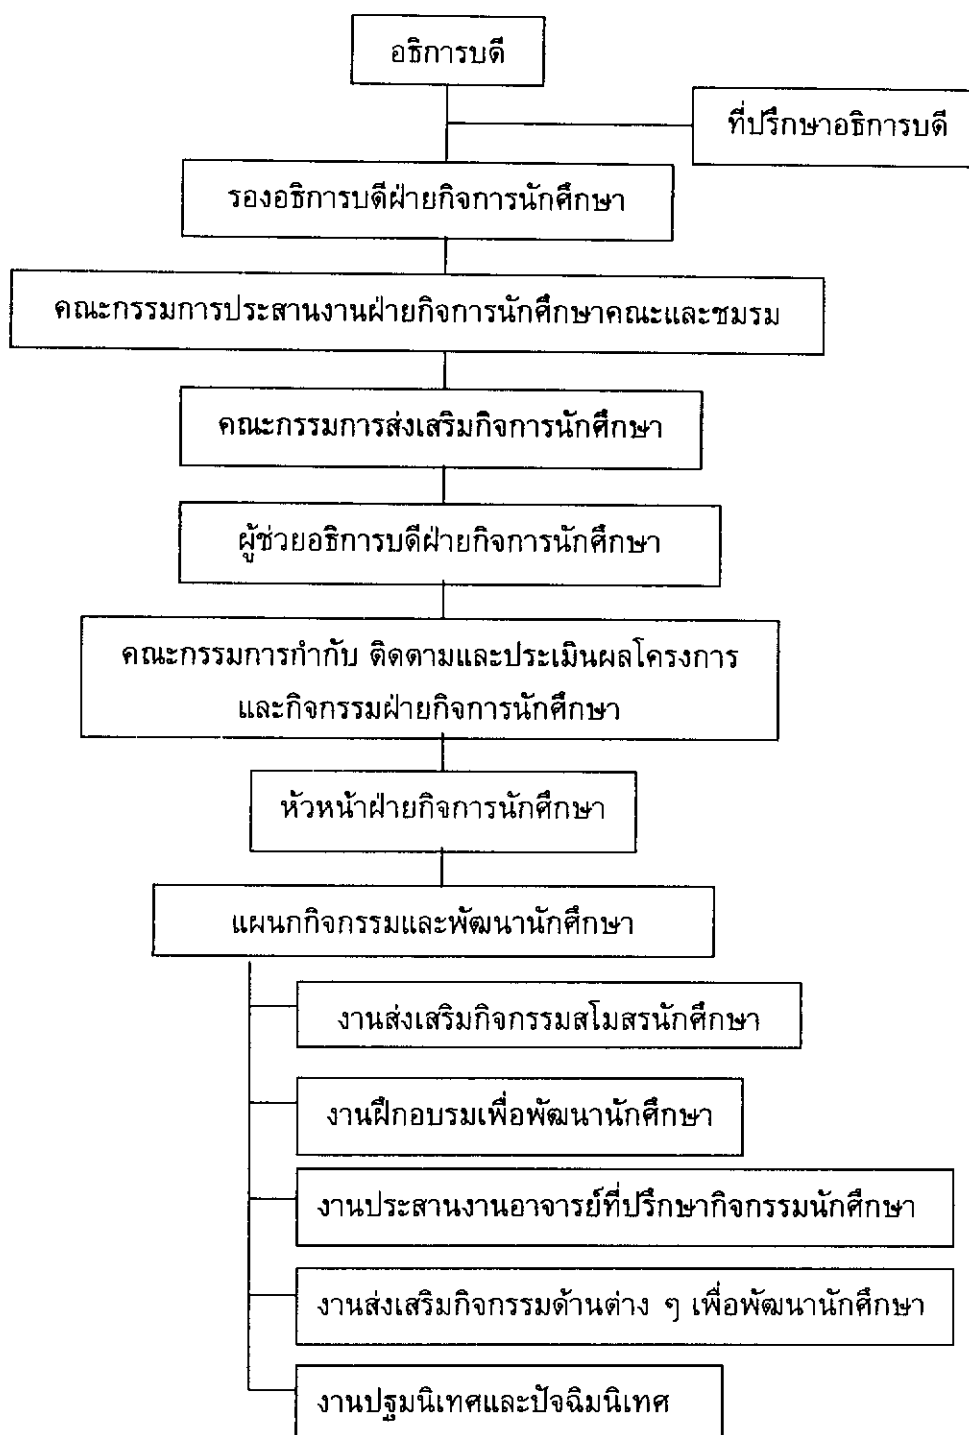 อธิการบดี
ที่ปรึกษาอธิการบดี
รองอธิการบดีฝ่ายกิจการนักศึกษา
คณะกรรมการประสานงานฝ่ายกิจการนักศึกษาคณะและชมรม
คณะกรรมการส่งเสริมกิจการนักศึกษา
ผู้ช่วยอธิการบดีฝ่ายกิจการนักศึกษา
คณะกรรมการกำกับ ติดตามและประเมินผลโครงการ
และกิจกรรมฝ่ายกิจการนักศึกษา
หัวหน้าฝ่ายกิจการนักศึกษา
แผนกกิจกรรมและพัฒนานักศึกษา
งานส่งเสริมกิจกรรมสโมสรนักศึกษา
งานฝึกอบรมเพื่อพัฒนานักศึกษา
งานประสานงานอาจารย์ที่ปรึกษากิจกรรมนักศึกษา
งานส่งเสริมกิจกรรมด้านต่าง ๆ เพื่อพัฒนานักศึกษา
งานปฐมนิเทศและปัจฉิมนิเทศ